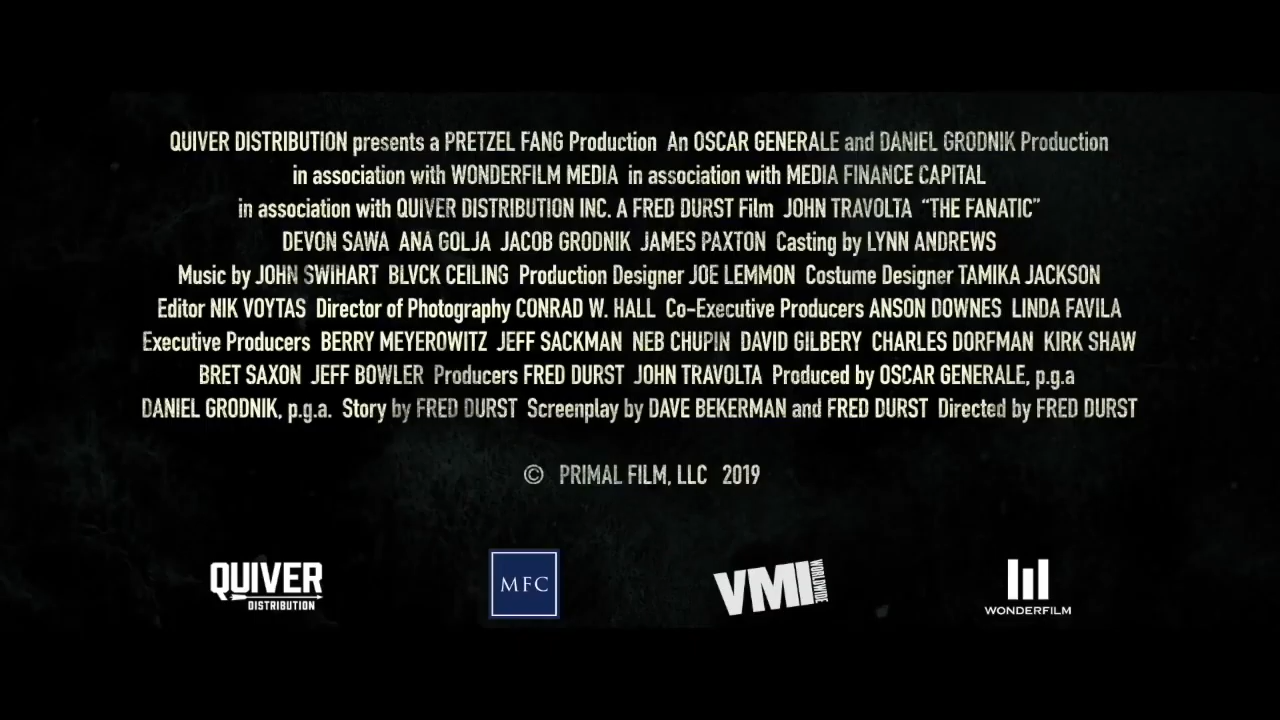 QUIVER DISTRIBUTION presents a PRETZEL FANG Production An OSCAR GENERALE and DANIEL GRODNIK Production
in association with WONDERFILM MEDIA in association with MEDIA FINANCE CAPITAL
in association with QUIVER DISTRIBUTION INC. A FRED DURST Film JOHN TRAVOLTA “THE FANATIC”
DEVON SAWA ANA GOLJA JACOB GRODNIK JAMES PAXTON Casting by LYNN ANDREWS
Music by JOHN SWIHART BLVCK CEILING Production Designer JOE LEMMON Costume Designer TAMIKA JACKSON
Editor NIK VOYTAS Director of Photography CONRAD W. HALL Co-Executive Producers ANSON DOWNES LINDA FAVILA
Executive Producers BERRY MEYEROWITZ JEFF SACKMAN NEB CHUPIN DAVID GILBERY CHARLES DORFMAN KIRK SHAW
BRET SAXON JEFF BOWLER Producers FRED DURST JOHN TRAVOLTA Produced by OSCAR GENERALE, p.g.a
DANIEL GRODNIK, p.g.a. Story by FRED DURST Screenplay by DAVE BEKERMAN and FRED DURST Directed by FRED DURST
© PRIMAL FILM, LLC 2019
QUIVER
DISTRIBUTION
MFC
VMI WORLDWIDE
WONDERFILM